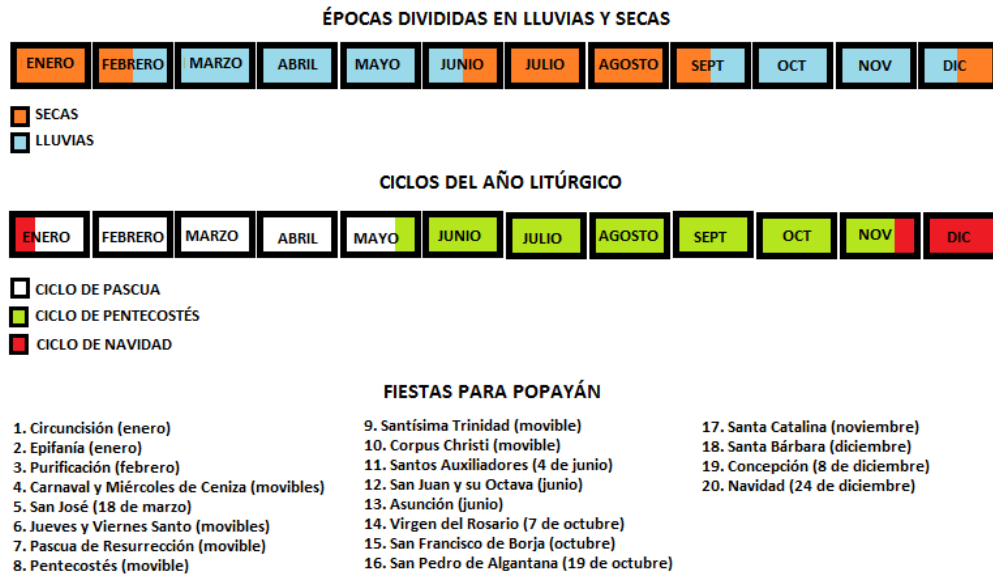 ÉPOCAS DIVIDIDAS EN LLUVIAS Y SECAS
ENERO FEBRERO MARZO ABRIL MAYO JUNIO JULIO AGOSTO SEPT OCT NOV DIC
SECAS
LLUVIAS
CICLOS DEL AÑO LITÚRGICO
ENERO FEBRERO MARZO ABRIL MAYO JUNIO JULIO AGOSTO SEPT OCT NOV DIC
CICLO DE PASCUA
CICLO DE PENTECOSTÉS
CICLO DE NAVIDAD
FIESTAS PARA POPAYÁN
1. Circuncisión (enero)
2. Epifanía (enero)
3. Purificación (febrero)
4. Carnaval y Miércoles de Ceniza (movibles)
5. San José (18 de marzo)
6. Jueves y Viernes Santo (movibles)
7. Pascua de Resurrección (movible)
8. Pentecostés (movible)
9. Santísima Trinidad (movible)
10. Corpus Christi (movible)
11. Santos Auxiliadores (4 de junio)
12. San Juan y su Octava (junio)
13. Asunción (junio)
14. Virgen del Rosario (7 de octubre)
15. San Francisco de Borja (octubre)
16. San Pedro de Algantana (19 de octubre)
17. Santa Catalina (noviembre)
18. Santa Bárbara (diciembre)
19. Concepción (8 de diciembre)
20. Navidad (24 de diciembre)